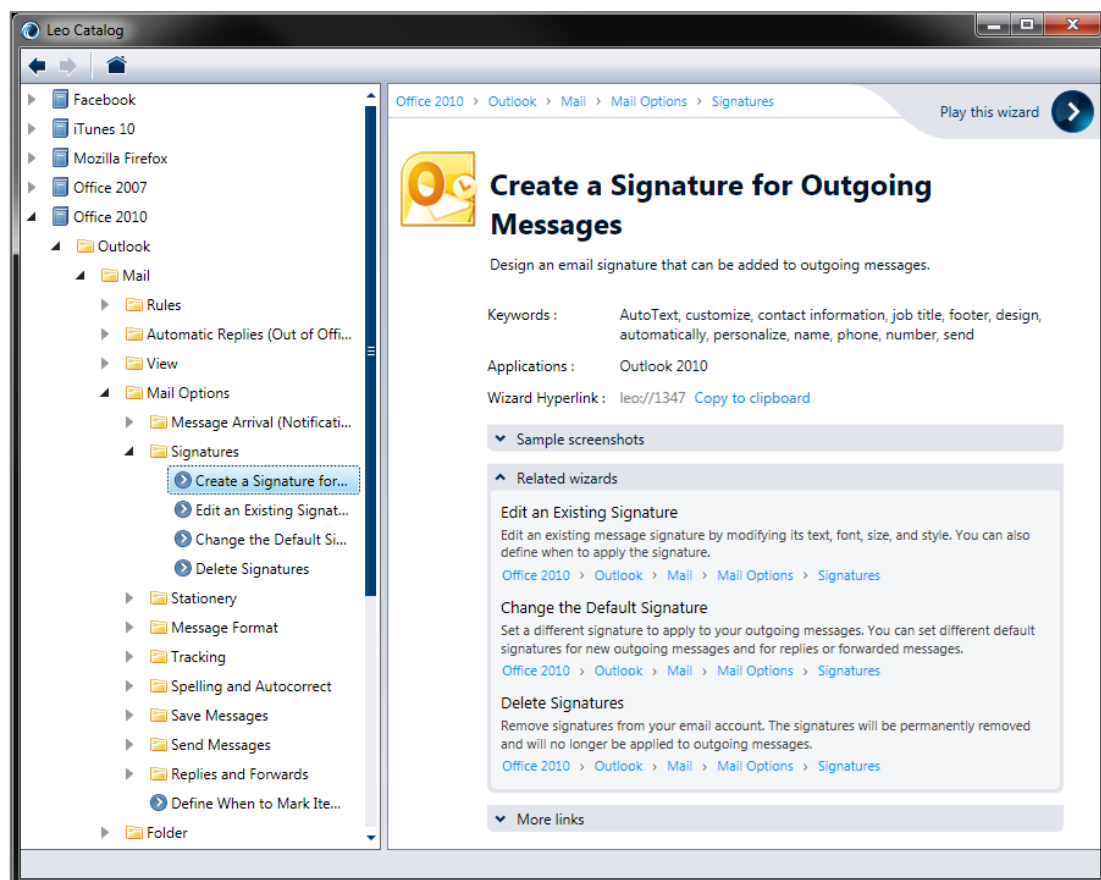 Leo Catalog
Facebook
iTunes 10
Mozilla Firefox
Office 2007
Office 2010
Outlook
Mail
Rules
Automatic Replies (Out of Offi...
View
Mail Options
Message Arrival (Notificati...
Signatures
Create a Signature for...
Edit an Existing Signat...
Change the Default Si...
Delete Signatures
Stationery
Message Format
Tracking
Spelling and Autocorrect
Save Messages
Send Messages
Replies and Forwards
Define When to Mark Ite...
Folder
Office 2010 › Outlook › Mail › Mail Options › Signatures
Play this wizard
Create a Signature for Outgoing
Messages
Design an email signature that can be added to outgoing messages.
Keywords : AutoText, customize, contact information, job title, footer, design,
automatically, personalize, name, phone, number, send
Applications : Outlook 2010
Wizard Hyperlink : leo://1347 Copy to clipboard
Sample screenshots
Related wizards
Edit an Existing Signature
Edit an existing message signature by modifying its text, font, size, and style. You can also
define when to apply the signature.
Office 2010 › Outlook › Mail › Mail Options › Signatures
Change the Default Signature
Set a different signature to apply to your outgoing messages. You can set different default
signatures for new outgoing messages and for replies or forwarded messages.
Office 2010 › Outlook › Mail › Mail Options › Signatures
Delete Signatures
Remove signatures from your email account. The signatures will be permanently removed
and will no longer be applied to outgoing messages.
Office 2010 › Outlook › Mail › Mail Options › Signatures
More links